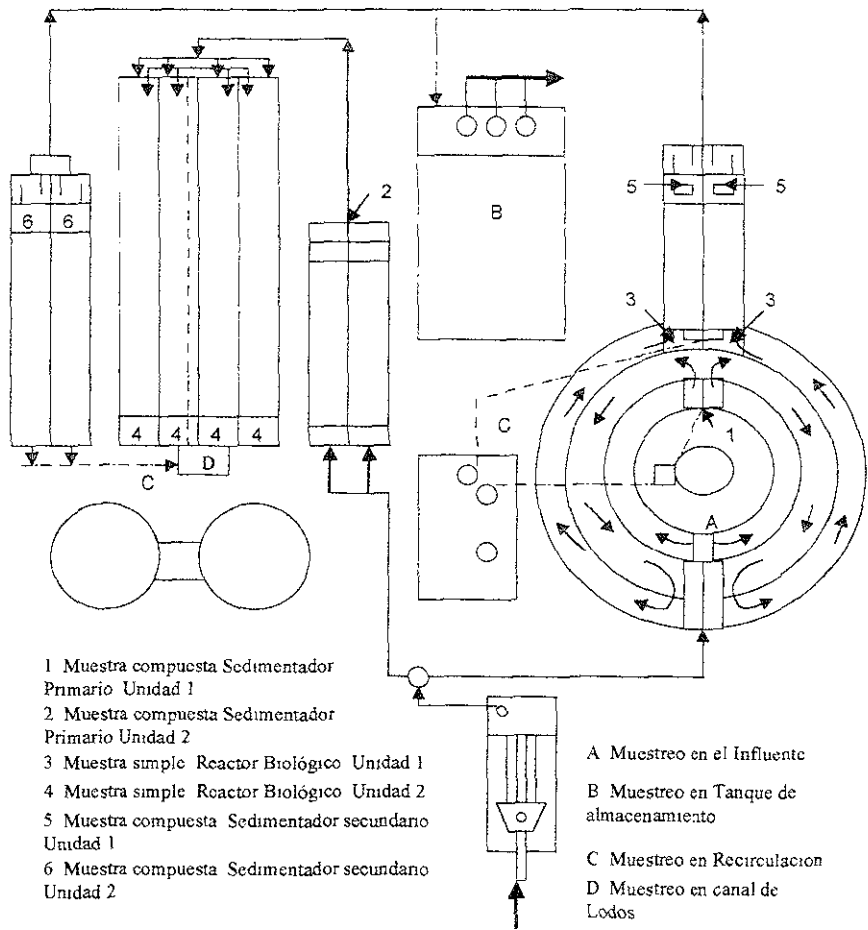 2
B
5
5
6
6
3
3
C
1
4
4
4
4
D
C
A
1 Muestra compuesta Sedimentador
Primario Unidad 1
2 Muestra compuesta Sedimentador
Primario Unidad 2
3 Muestra simple Reactor Biológico Unidad 1
4 Muestra simple Reactor Biológico Unidad 2
5 Muestra compuesta Sedimentador secundario
Unidad 1
6 Muestra compuesta Sedimentador secundario
Unidad 2
A Muestreo en el Influente
B Muestreo en Tanque de
almacenamiento
C Muestreo en Recirculacion
D Muestreo en canal de
Lodos